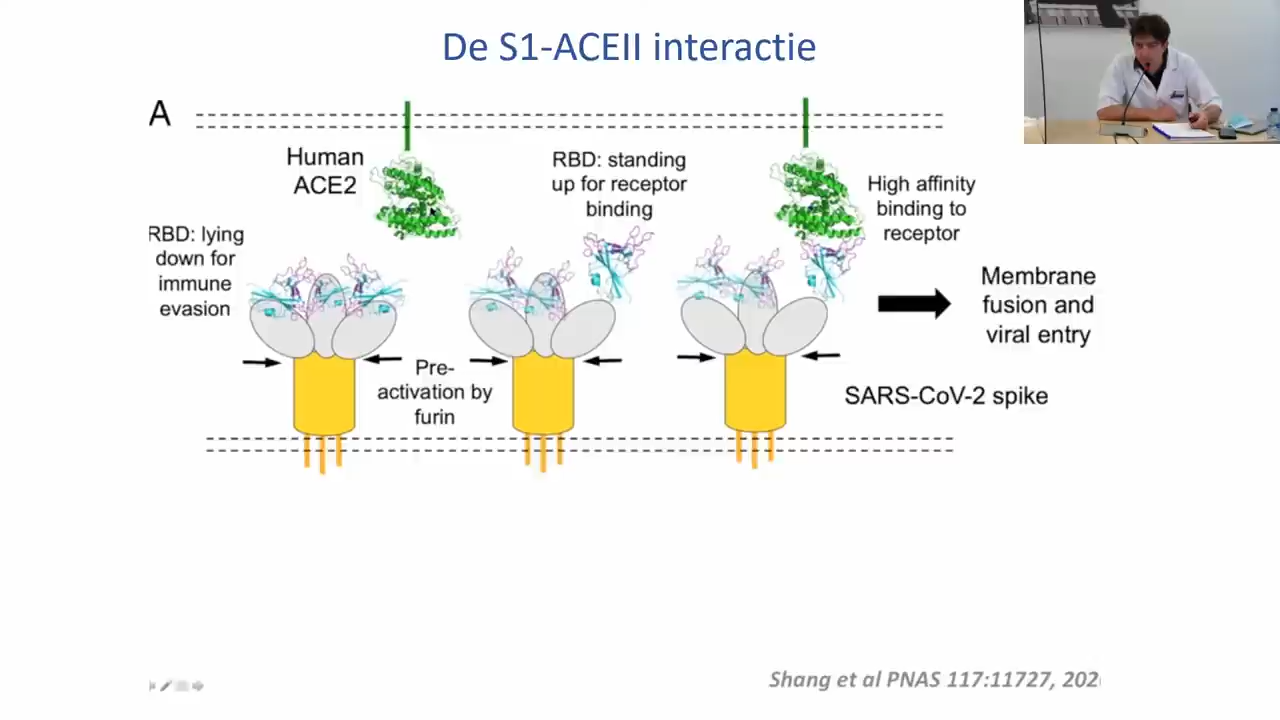 De S1-ACEII interactie
A
Human
ACE2
RBD: standing
up for receptor
binding
High affinity
binding to
receptor
RBD: lying
down for
immune
evasion
Membrane
fusion and
viral entry
Pre-
activation by
furin
SARS-CoV-2 spike
Shang et al PNAS 117:11727, 202